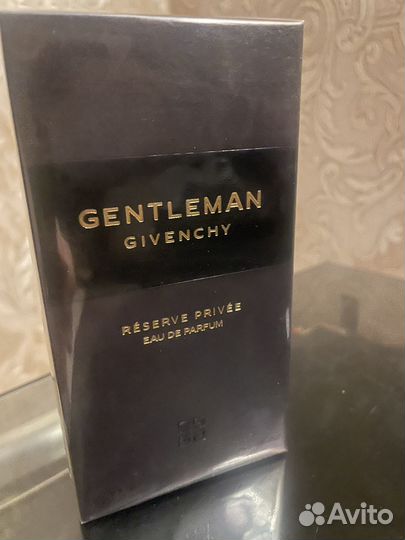 GENTLEMAN
GIVENCHY
RÉSERVE PRIVÉE
EAU DE PARFUM
Avito